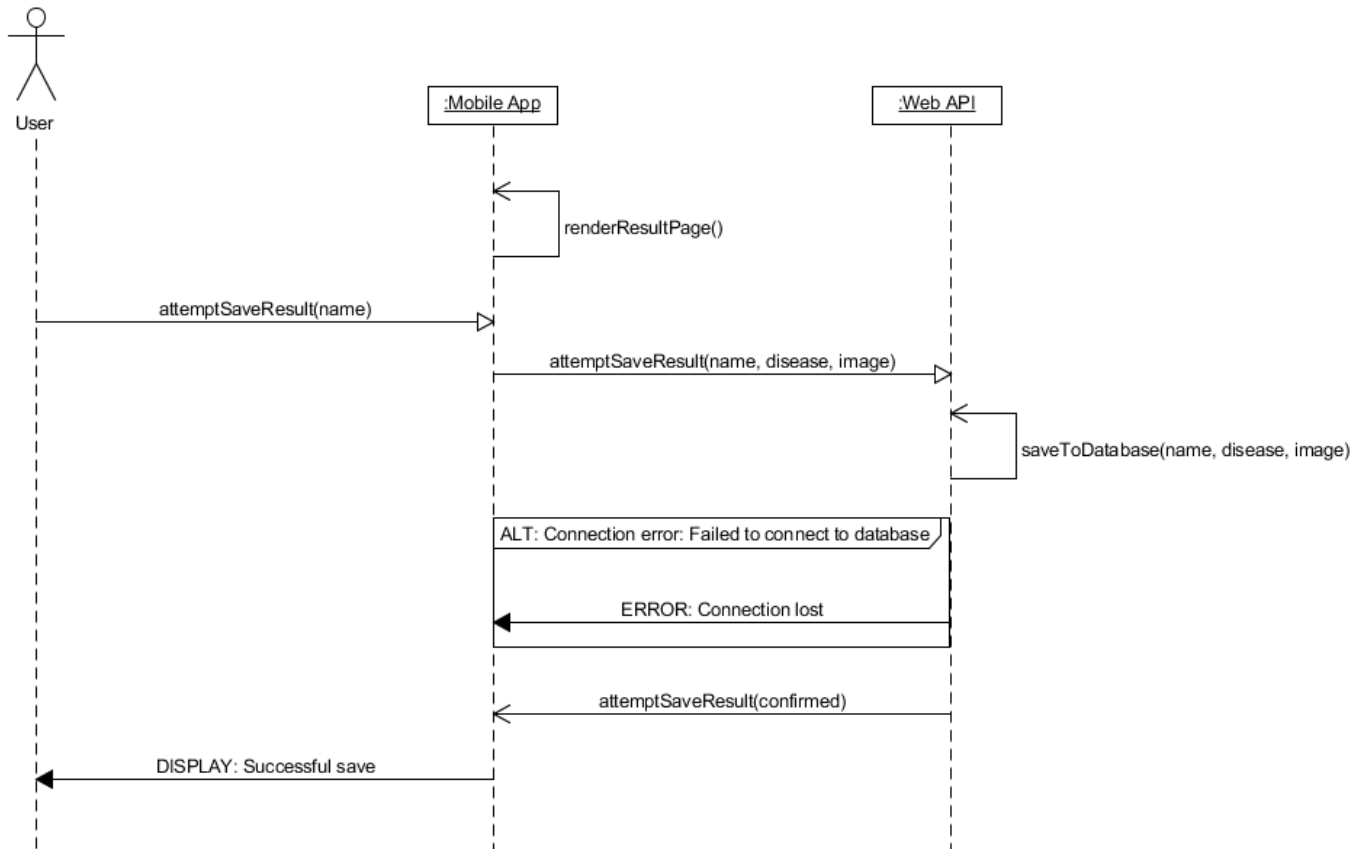 User
:Mobile App
:Web API
renderResultPage()
attemptSaveResult(name)
attemptSaveResult(name, disease, image)
saveToDatabase(name, disease, image)
ALT: Connection error: Failed to connect to database
ERROR: Connection lost
attemptSaveResult(confirmed)
DISPLAY: Successful save